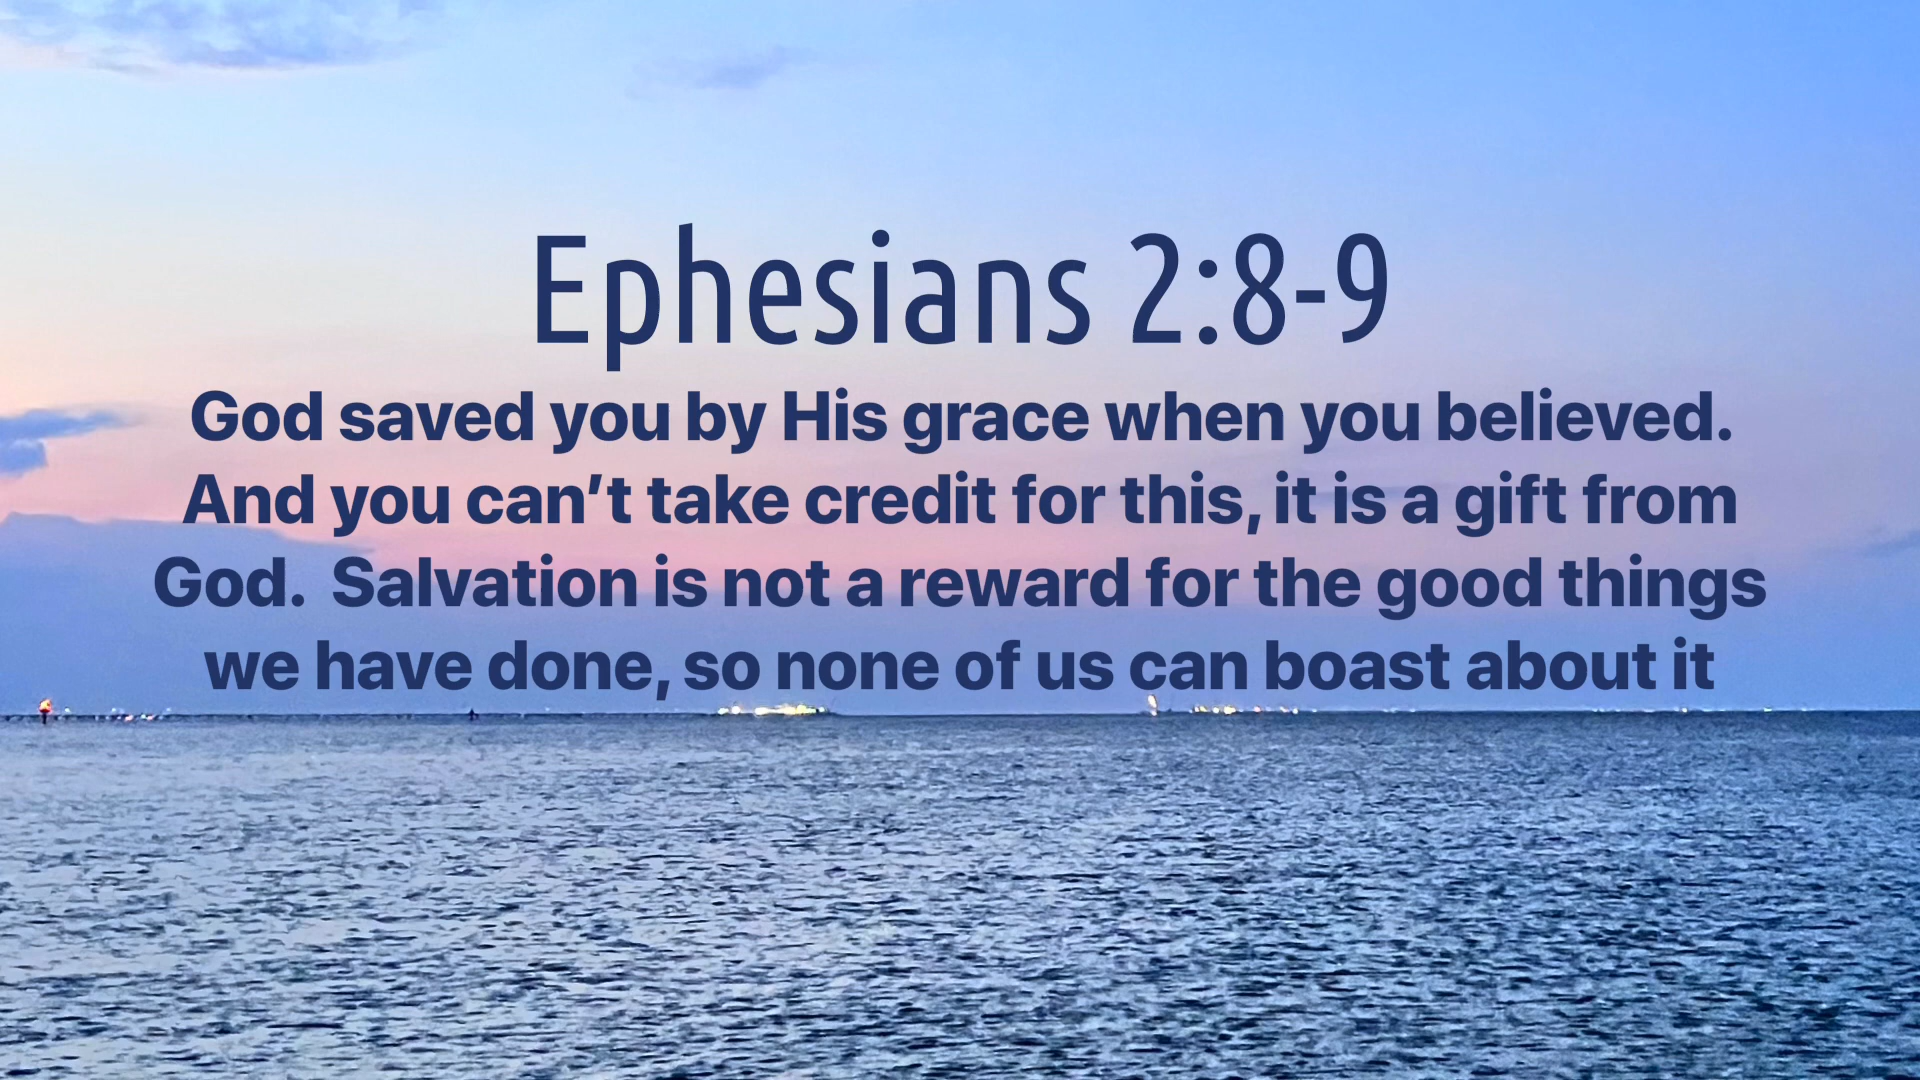 Ephesians 2:8-9
God saved you by His grace when you believed.
And you can’t take credit for this, it is a gift from
God.  Salvation is not a reward for the good things
we have done, so none of us can boast about it